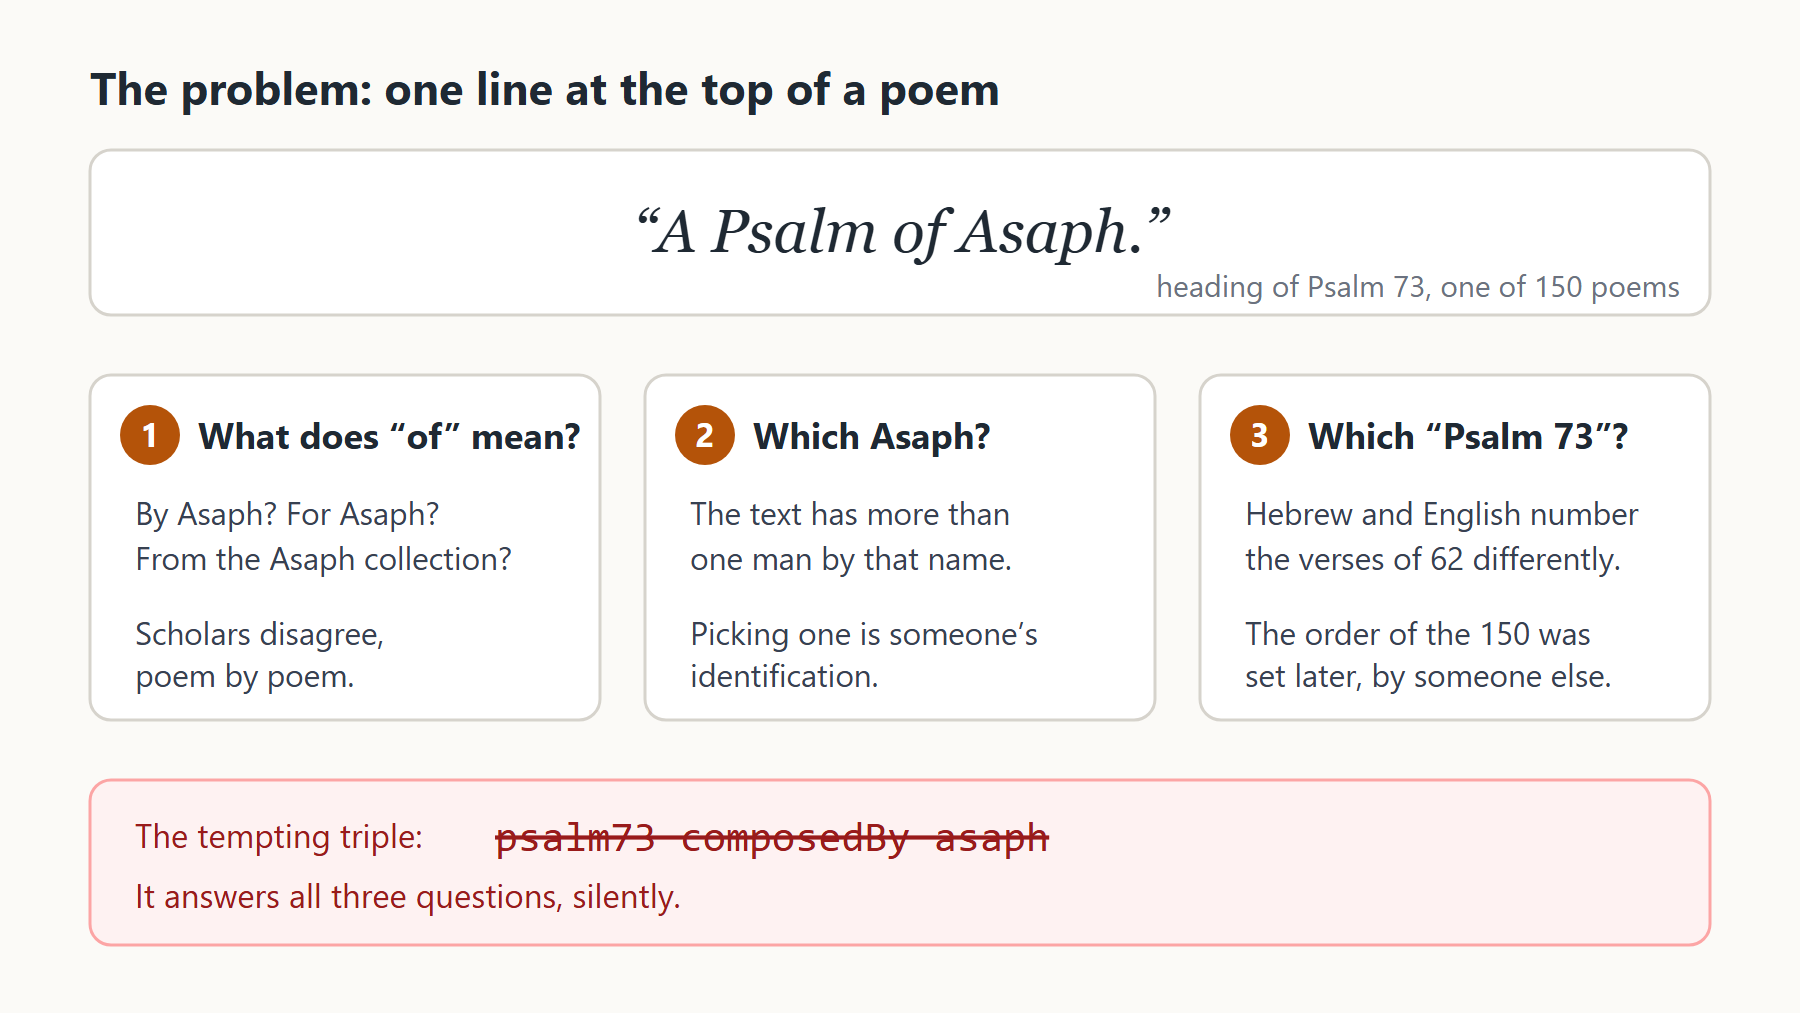 The problem: one line at the top of a poem
“A Psalm of Asaph.”
heading of Psalm 73, one of 150 poems
1 What does “of” mean?
By Asaph? For Asaph?
From the Asaph collection?
Scholars disagree,
poem by poem.
2 Which Asaph?
The text has more than
one man by that name.
Picking one is someone’s
identification.
3 Which “Psalm 73”?
Hebrew and English number
the verses of 62 differently.
The order of the 150 was
set later, by someone else.
The tempting triple: psalm73 composedBy asaph
It answers all three questions, silently.